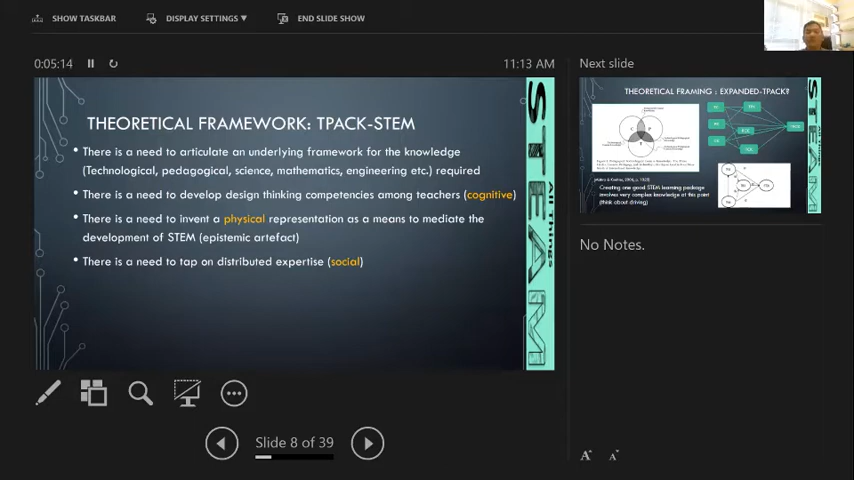 SHOW TASKBAR
DISPLAY SETTINGS ▼
END SLIDE SHOW
0:05:14
11:13 AM
THEORETICAL FRAMEWORK: TPACK-STEM
• There is a need to articulate an underlying framework for the knowledge
(Technological, pedagogical, science, mathematics, engineering etc.) required
• There is a need to develop design thinking competencies among teachers (cognitive)
• There is a need to invent a physical representation as a means to mediate the
development of STEM (epistemic artefact)
• There is a need to tap on distributed expertise (social)
STEAM
All Things
Slide 8 of 39
Next slide
THEORETICAL FRAMING : EXPANDED-TPACK?
C
P
T
Creating one good STEM learning package
involves very complex knowledge at this point
(think about driving)
STEAM
All Things
No Notes.
A
A